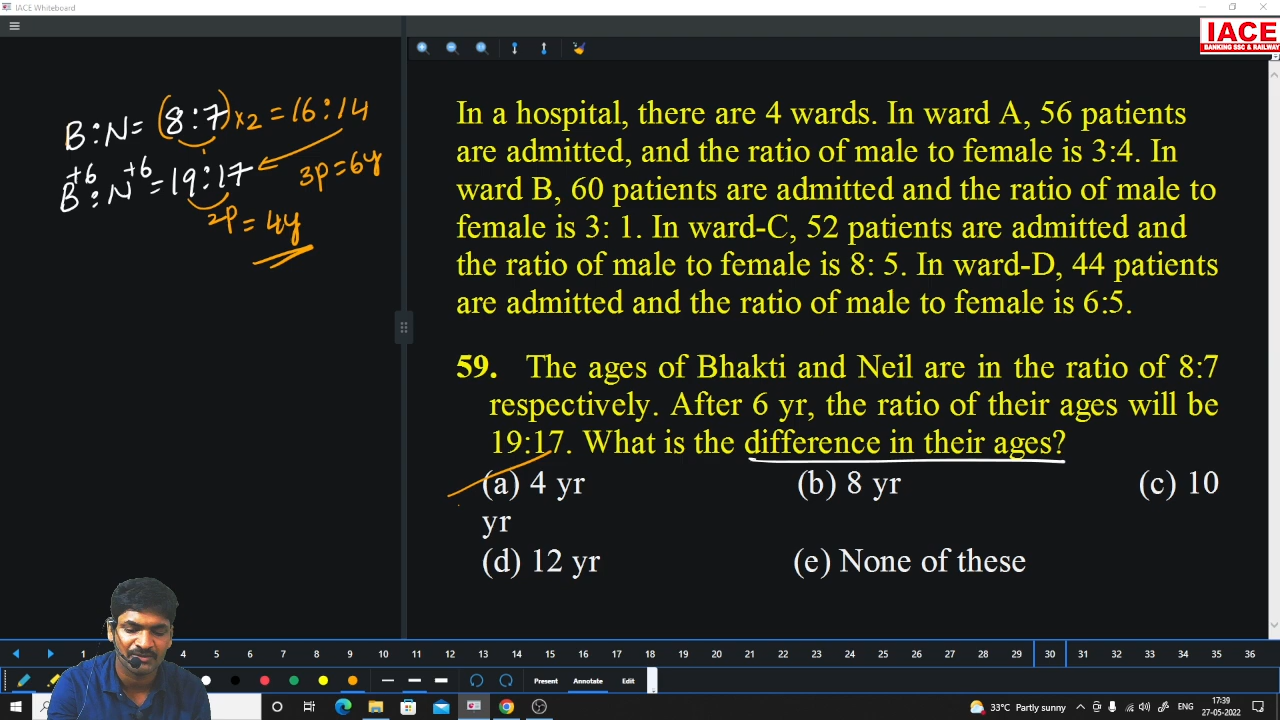 IACE Whiteboard
IACE
BANKING SSC & RAILWAY
B:N= (8:7)×2 = 16:14
+6 +6
B:N = 19:17
3P=6y
2P = 4y
In a hospital, there are 4 wards. In ward A, 56 patients
are admitted, and the ratio of male to female is 3:4. In
ward B, 60 patients are admitted and the ratio of male to
female is 3: 1. In ward-C, 52 patients are admitted and
the ratio of male to female is 8: 5. In ward-D, 44 patients
are admitted and the ratio of male to female is 6:5.
59. The ages of Bhakti and Neil are in the ratio of 8:7
respectively. After 6 yr, the ratio of their ages will be
19:17. What is the difference in their ages?
(a) 4 yr (b) 8 yr (c) 10
yr
(d) 12 yr (e) None of these
1 4 5 6 7 8 9 10 11 12 13 14 15 16 17 18 19 20 21 22 23 24 25 26 27 28 29 30 31 32 33 34 35 36
Present Annotate Edit
33°C Partly sunny ENG 17:39
27-05-2022